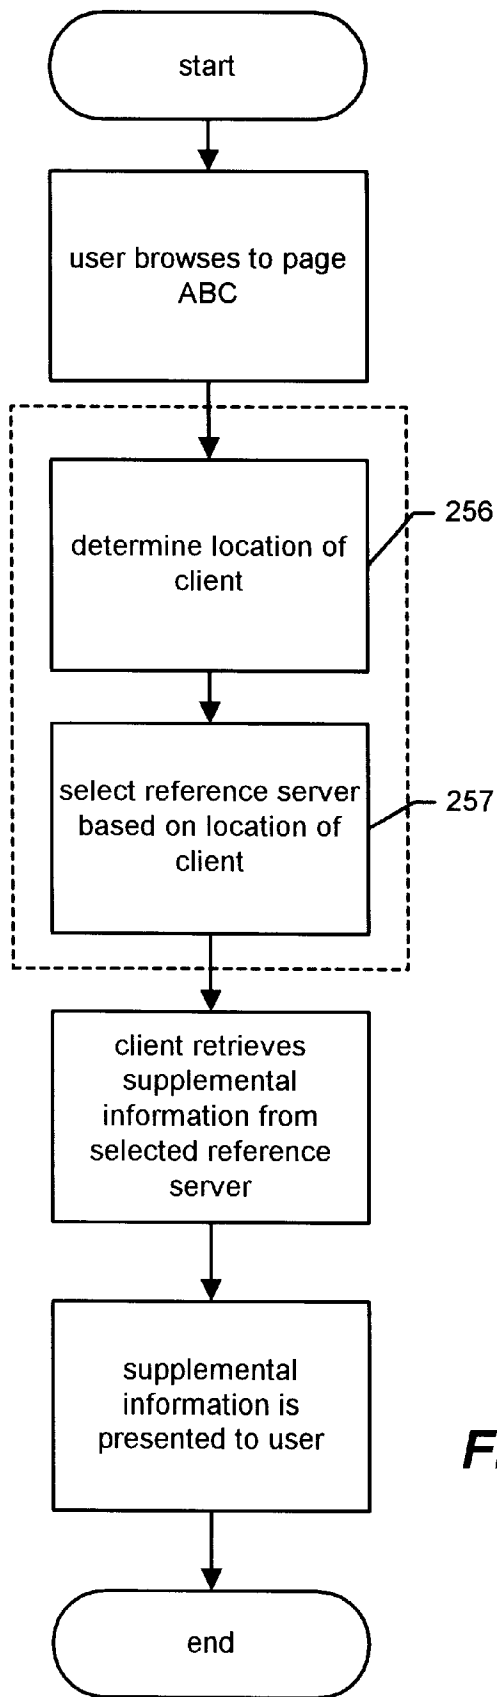 start
user browses to page
ABC
determine location of
client
256
select reference server
based on location of
client
257
client retrieves
supplemental
information from
selected reference
server
supplemental
information is
presented to user
end